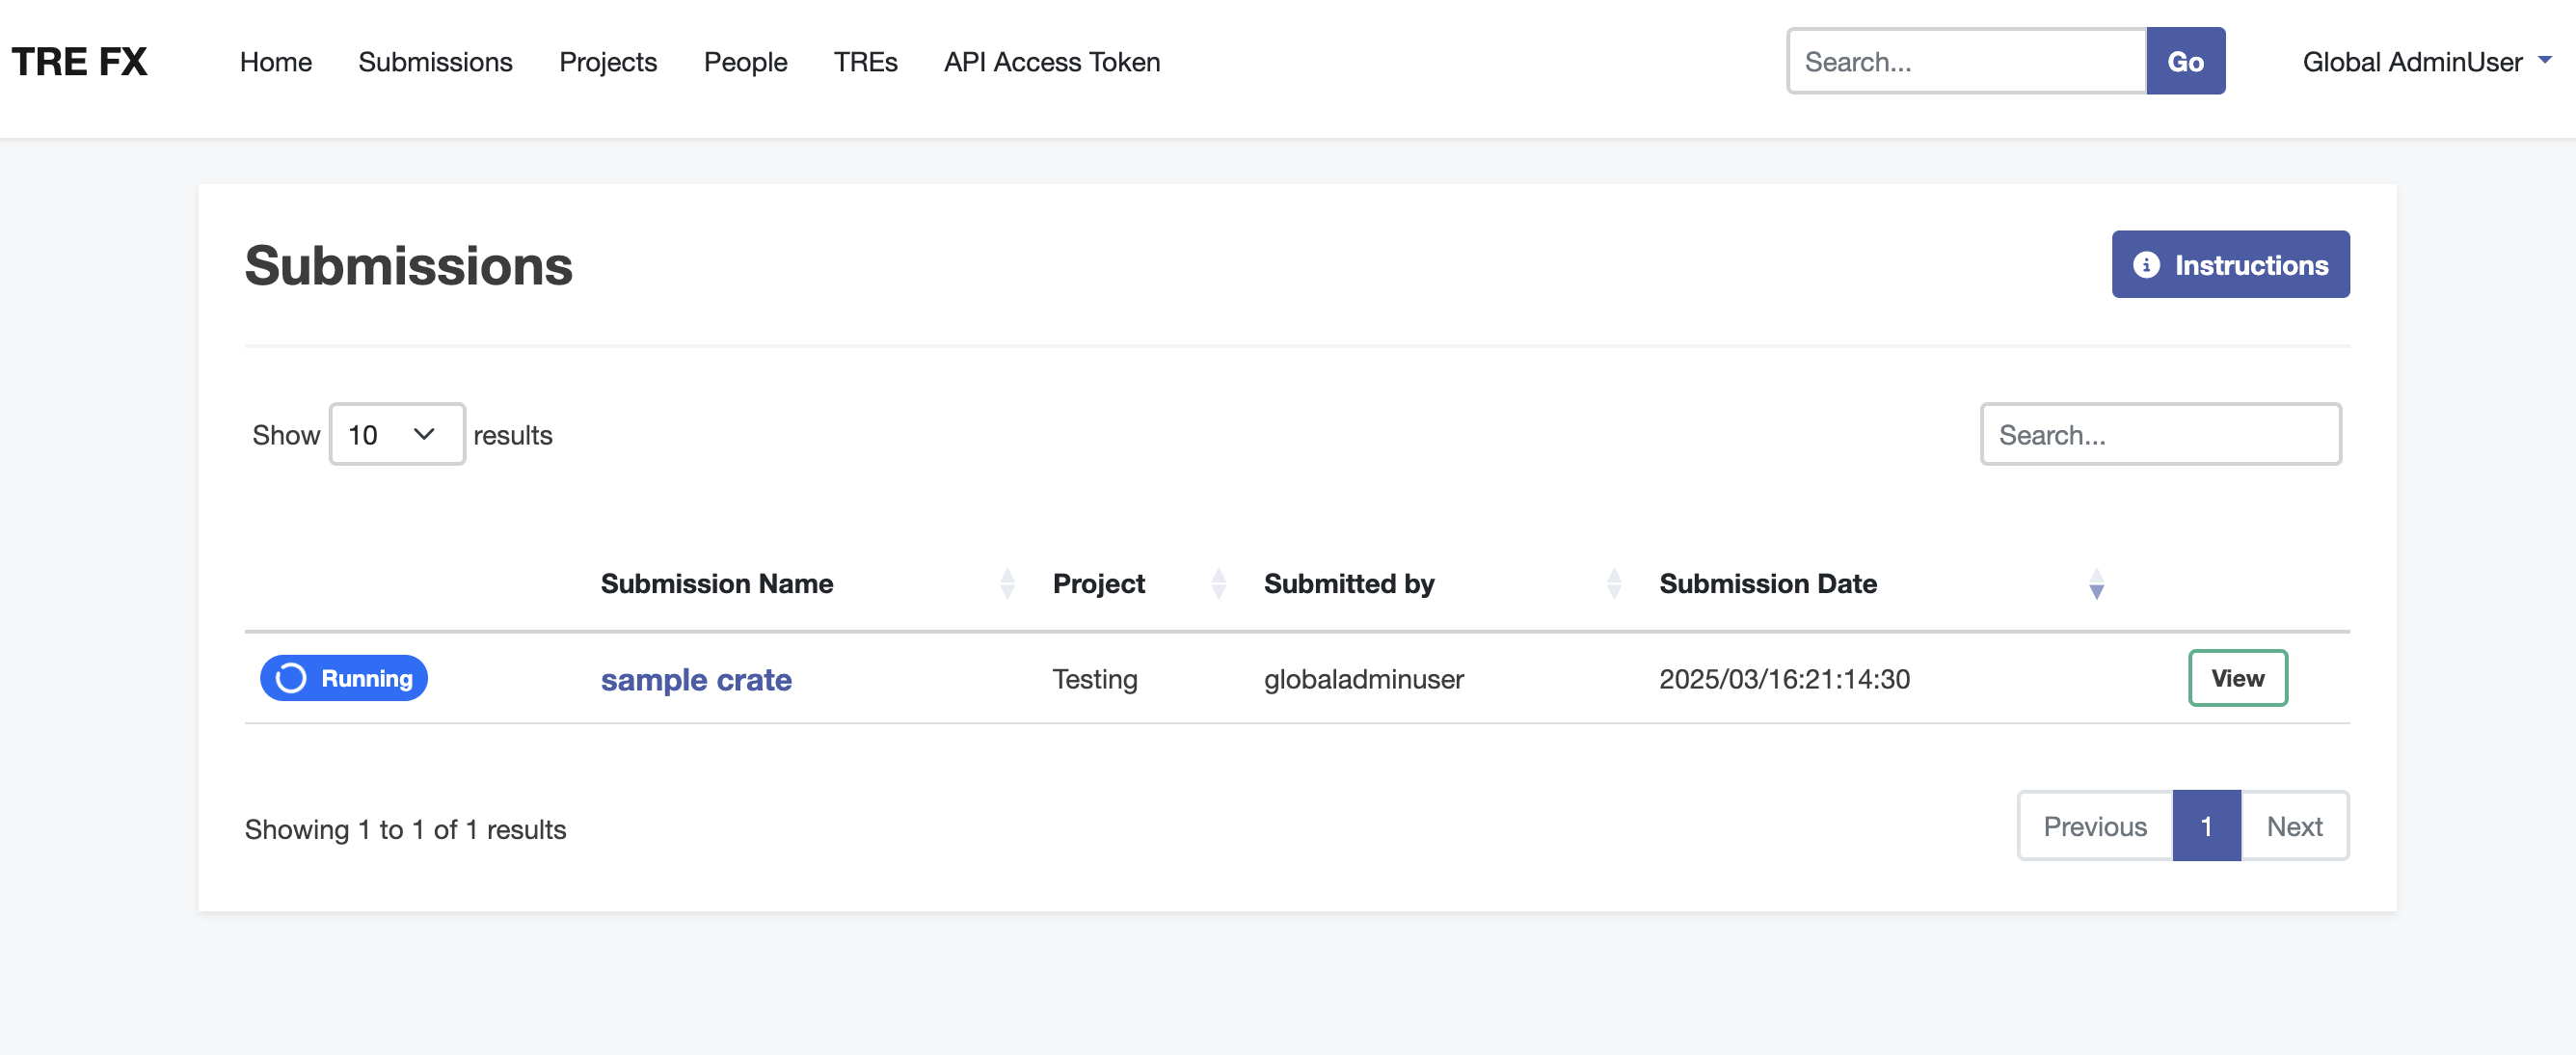 TRE FX Home Submissions Projects People TREs API Access Token Search... Go Global AdminUser
Submissions Instructions
Show 10 results Search...
Submission Name Project Submitted by Submission Date
Running sample crate Testing globaladminuser 2025/03/16:21:14:30 View
Showing 1 to 1 of 1 results Previous 1 Next